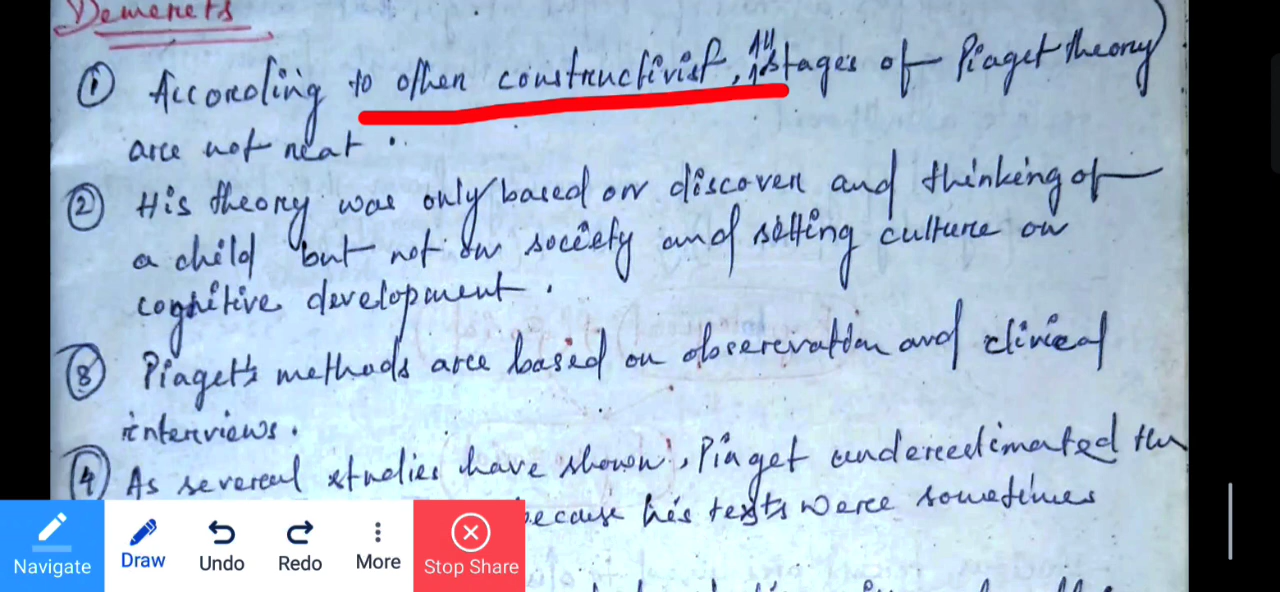 Demerits
① According to other constructivist, all stages of Piaget theory
are not neat.
② His theory was only based on discover and thinking of
a child but not on society and setting culture on
cognitive development.
③ Piaget's methods are based on observation and clinical
interviews.
④ As several studies have shown, Piaget underestimated the
because his tests were sometimes
Navigate
Draw
Undo
Redo
More
Stop Share